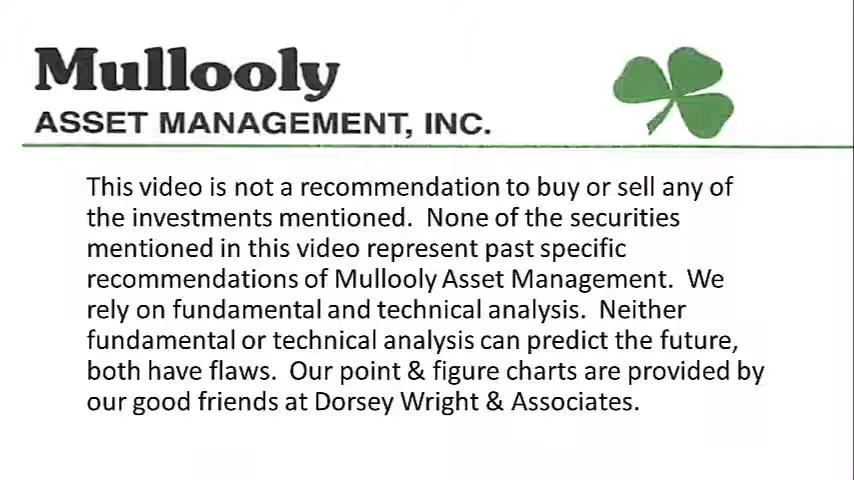 Mullooly
ASSET MANAGEMENT, INC.
This video is not a recommendation to buy or sell any of
the investments mentioned.  None of the securities
mentioned in this video represent past specific
recommendations of Mullooly Asset Management.  We
rely on fundamental and technical analysis.  Neither
fundamental or technical analysis can predict the future,
both have flaws.  Our point & figure charts are provided by
our good friends at Dorsey Wright & Associates.